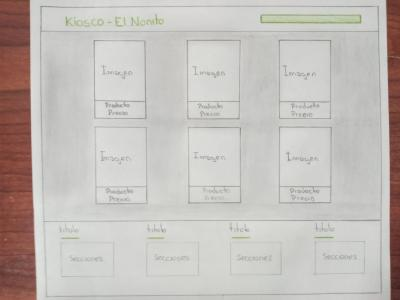 Kiosco - El Nonito
Imagen Imagen Imagen
Producto Producto Producto
Precio Precio Precio
Imagen Imagen Imagen
Producto Producto Producto
Precio Precio Precio
titulo titulo titulo titulo
Secciones Secciones Secciones Secciones